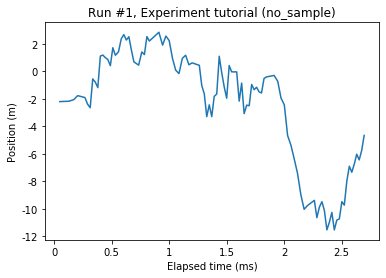 Run #1, Experiment tutorial (no_sample)
Position (m)
2
0
-2
-4
-6
-8
-10
-12
0 0.5 1 1.5 2 2.5
Elapsed time (ms)